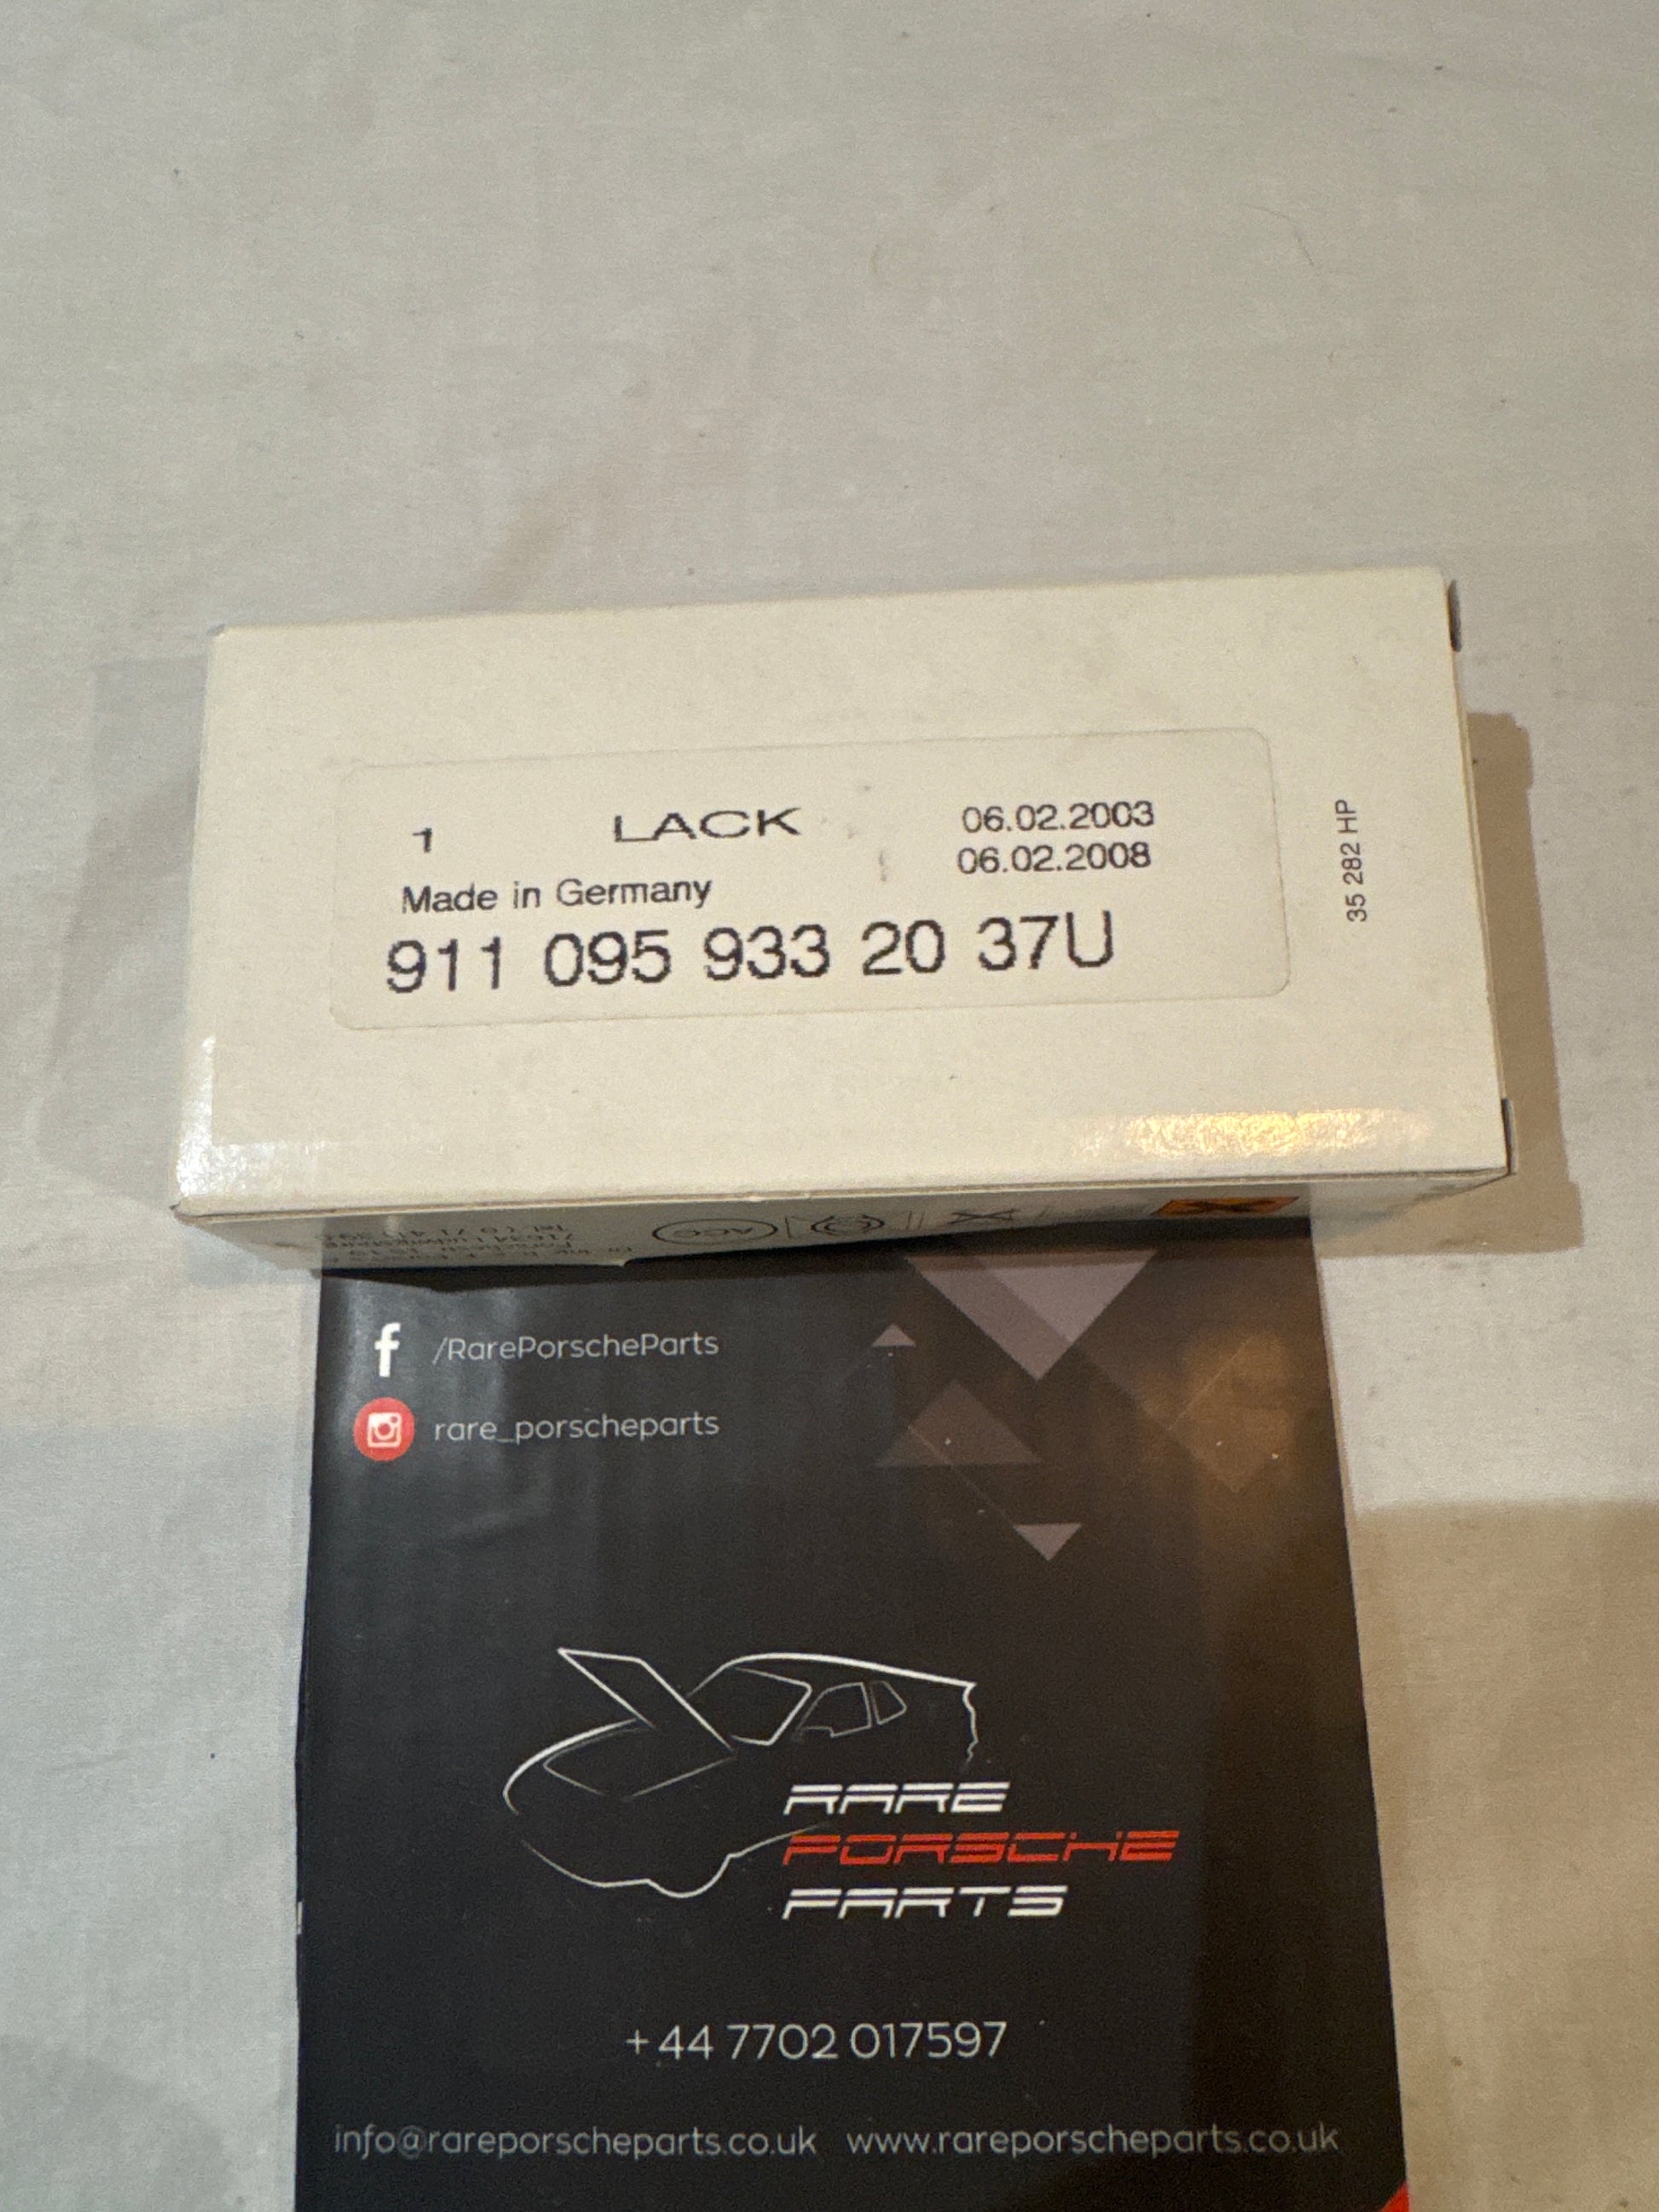 1 LACK 06.02.2003
06.02.2008
Made in Germany
911 095 933 20 37U
35 282 HP
f /RarePorscheParts
rare_porscheparts
RARE
PORSCHE
PARTS
+44 7702 017597
info@rareporscheparts.co.uk www.rareporscheparts.co.uk